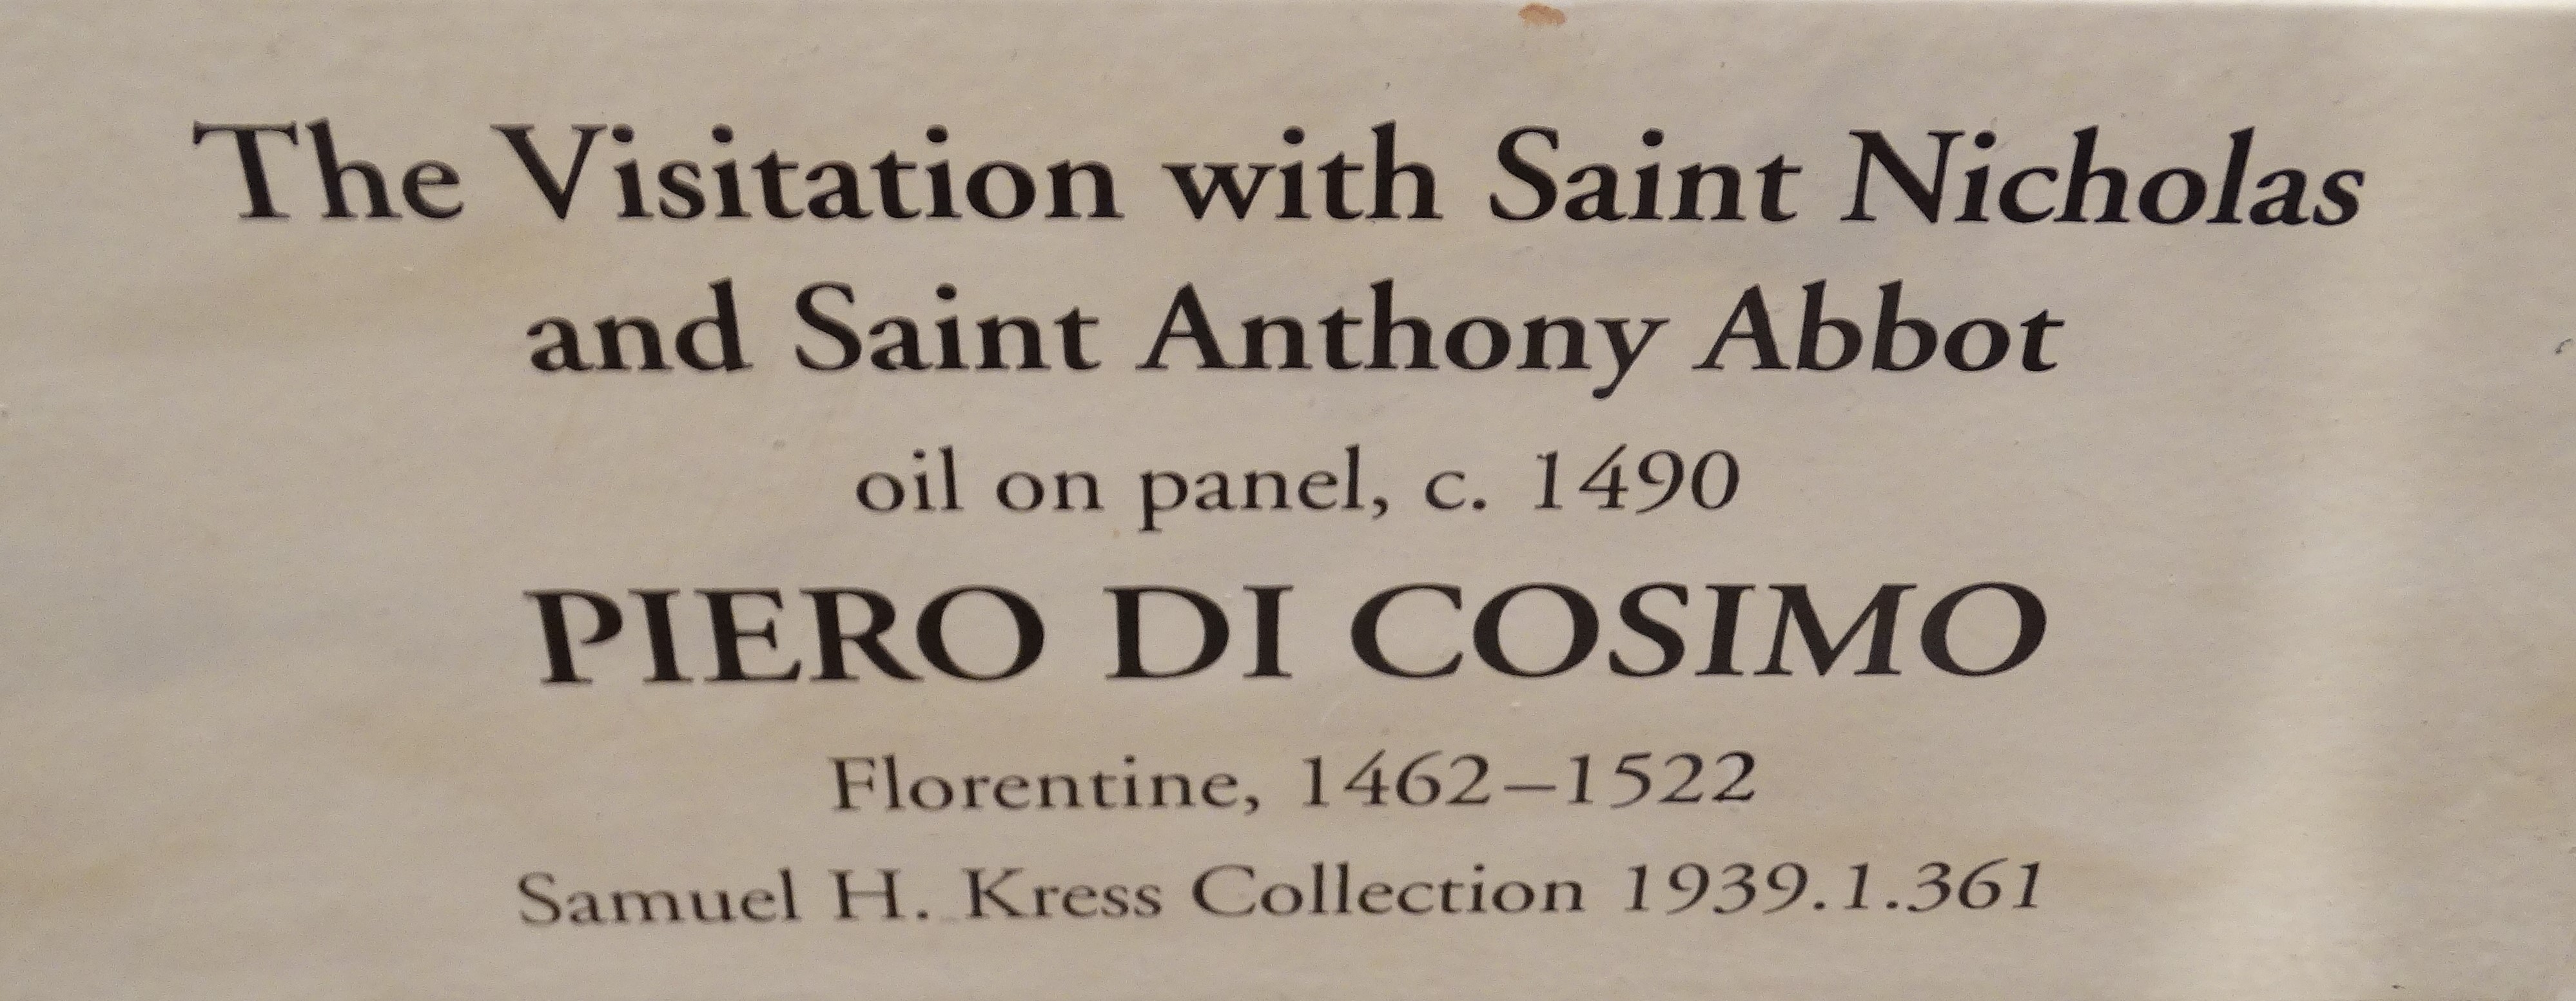 The Visitation with Saint Nicholas
and Saint Anthony Abbot
oil on panel, c. 1490
PIERO DI COSIMO
Florentine, 1462–1522
Samuel H. Kress Collection 1939.1.361